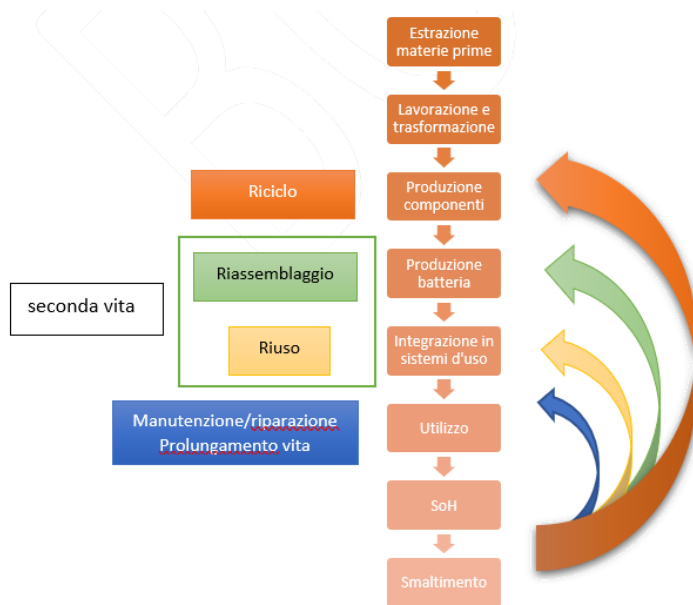 Estrazione
materie prime
Lavorazione e
trasformazione
Riciclo
Produzione
componenti
Riassemblaggio
Produzione
batteria
seconda vita
Riuso
Integrazione in
sistemi d'uso
Manutenzione/riparazione
Prolungamento vita
Utilizzo
SoH
Smaltimento